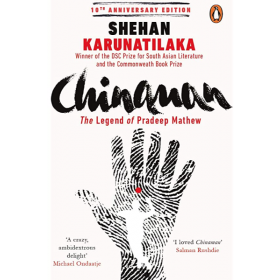 10TH ANNIVERSARY EDITION
SHEHAN
KARUNATILAKA
Winner of the DSC Prize for South Asian Literature
and the Commonwealth Book Prize
Chinaman
The Legend of Pradeep Mathew
'A crazy,
ambidextrous
delight'
Michael Ondaatje
'I loved Chinaman'
Salman Rushdie